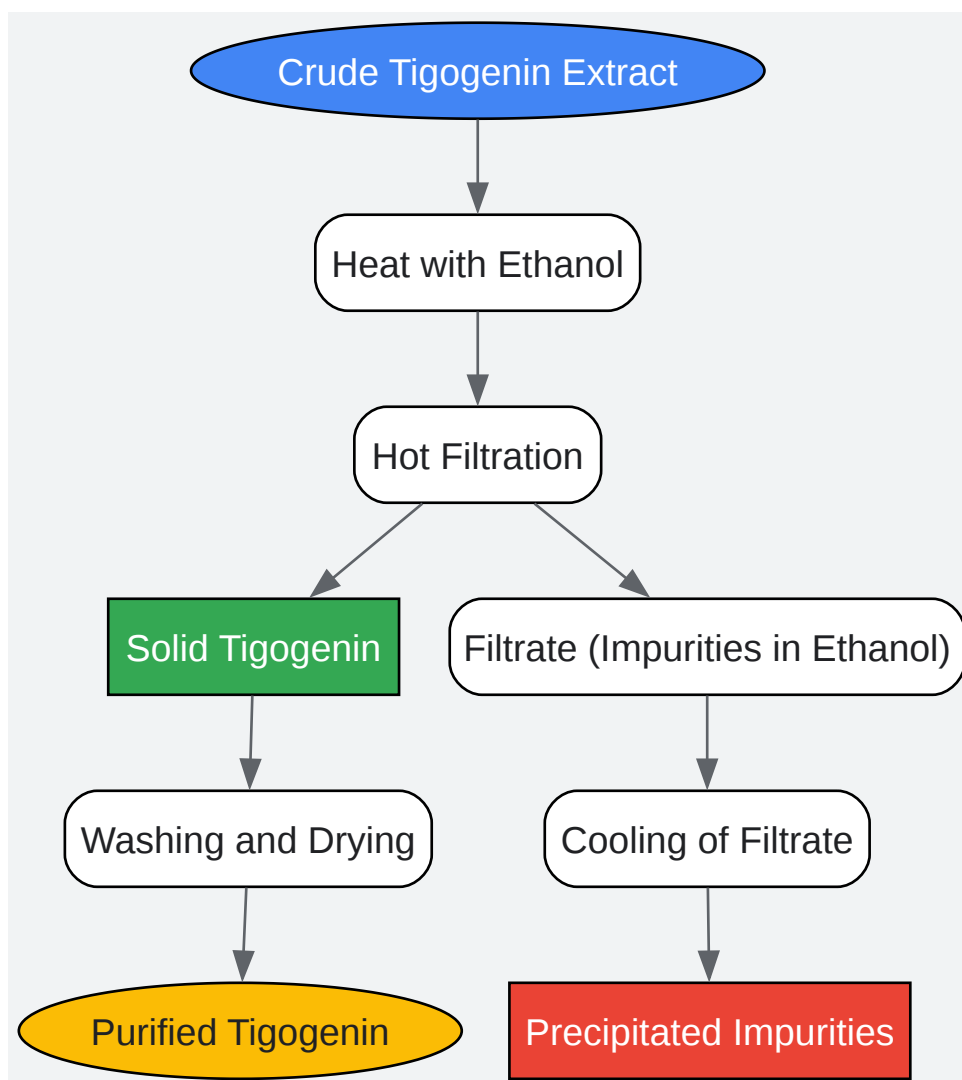 Crude Tigogenin Extract
Heat with Ethanol
Hot Filtration
Solid Tigogenin
Filtrate (Impurities in Ethanol)
Washing and Drying
Cooling of Filtrate
Purified Tigogenin
Precipitated Impurities